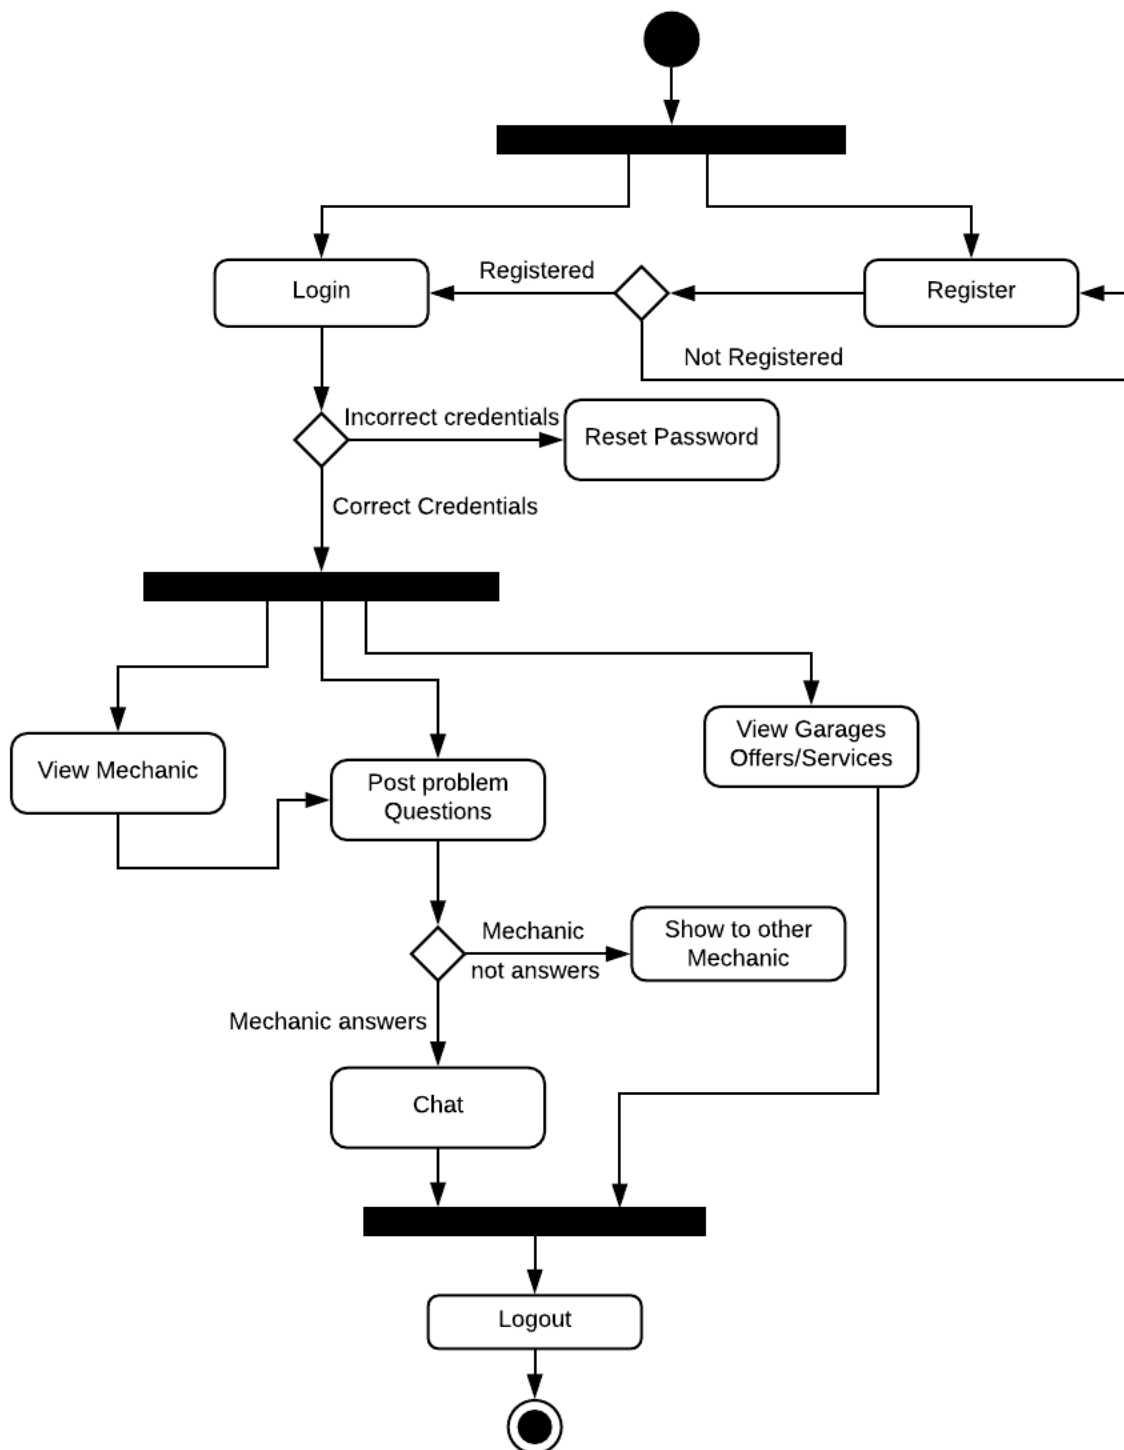 Login
Registered
Register
Not Registered
Incorrect credentials
Reset Password
Correct Credentials
View Mechanic
Post problem
Questions
View Garages
Offers/Services
Mechanic
not answers
Show to other
Mechanic
Mechanic answers
Chat
Logout